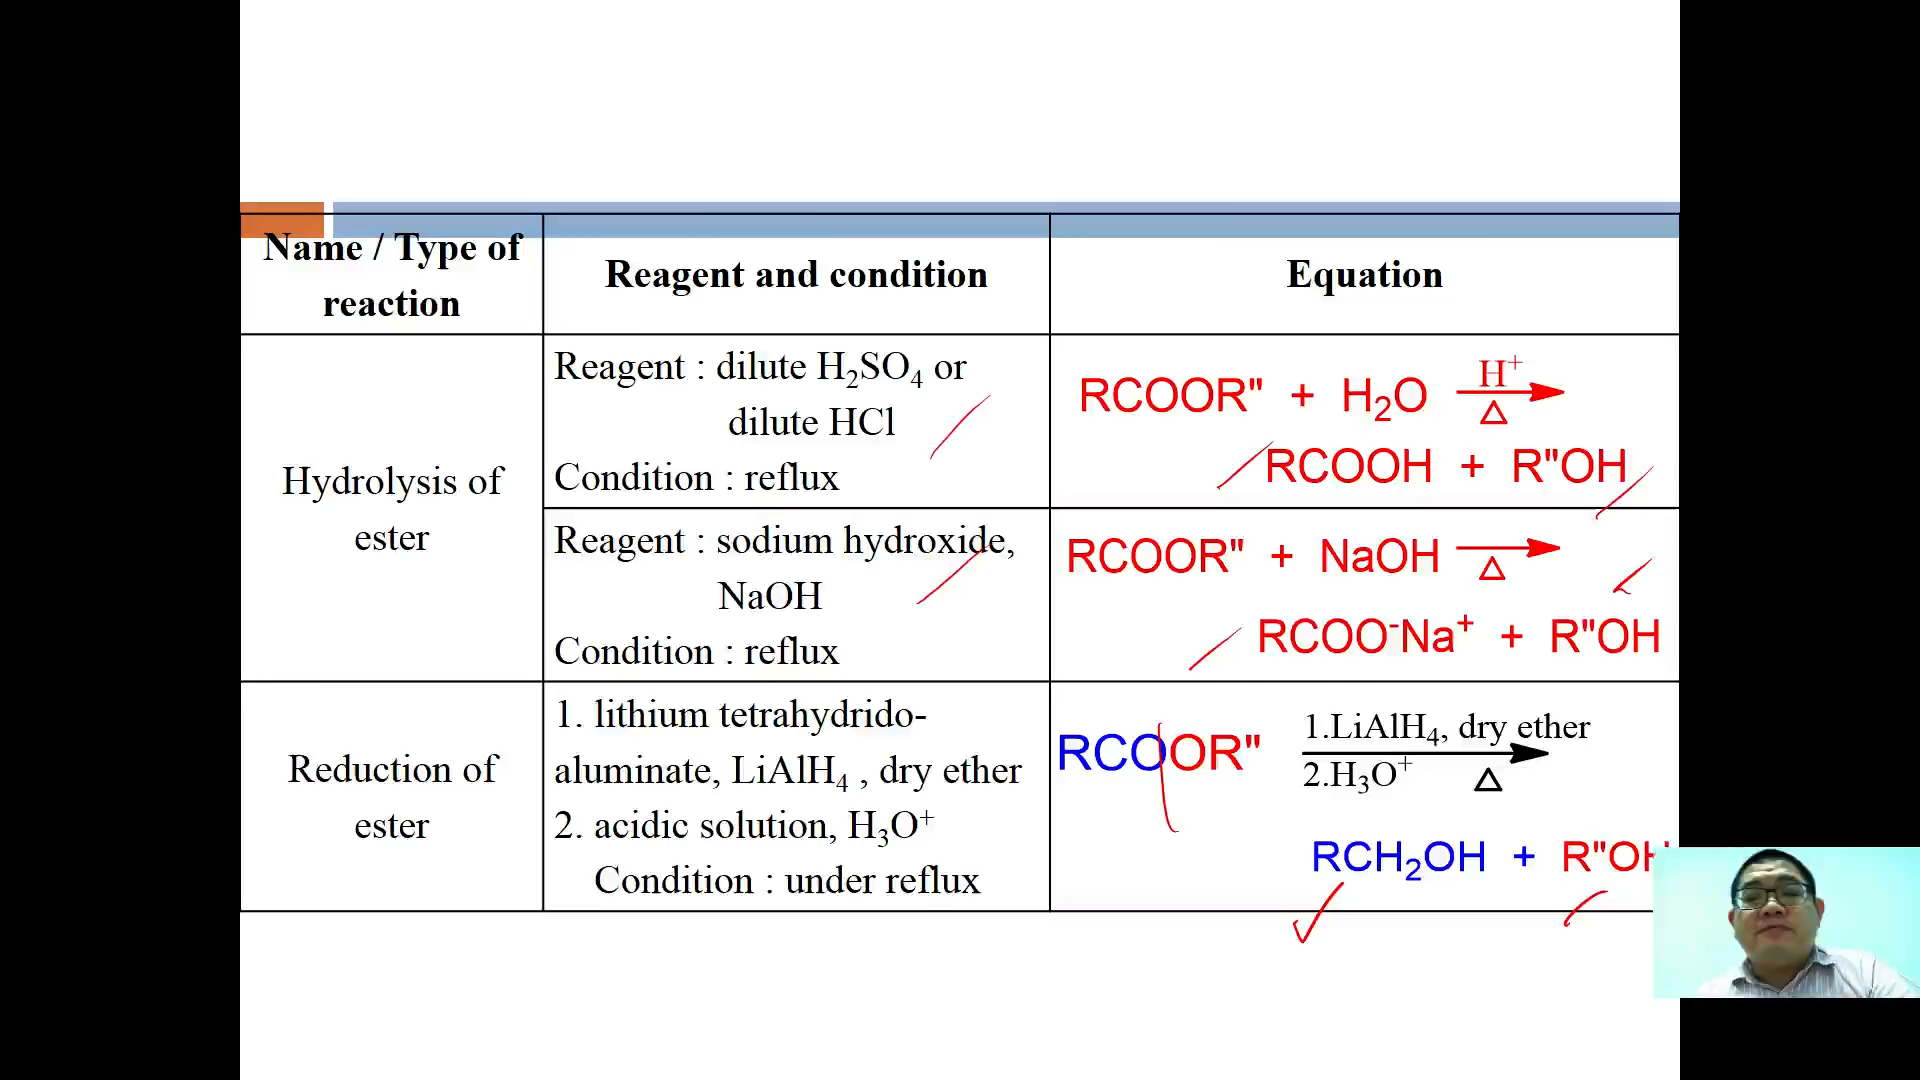 Name / Type of
reaction
Reagent and condition
Equation
Hydrolysis of
ester
Reagent : dilute H₂SO₄ or
dilute HCl
Condition : reflux
RCOOR" + H₂O
H⁺
△
RCOOH + R"OH
Reagent : sodium hydroxide,
NaOH
Condition : reflux
RCOOR" + NaOH
△
RCOO⁻Na⁺ + R"OH
Reduction of
ester
1. lithium tetrahydrido-
aluminate, LiAlH₄ , dry ether
2. acidic solution, H₃O⁺
Condition : under reflux
RCOOR"
1.LiAlH₄, dry ether
2.H₃O⁺ △
RCH₂OH + R"OH